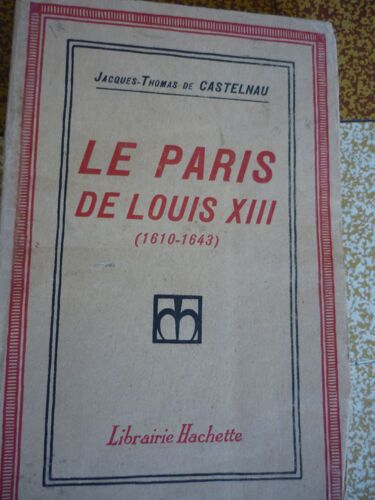 JACQUES-THOMAS DE CASTELNAU
LE PARIS
DE LOUIS XIII
(1610-1643)
Librairie Hachette